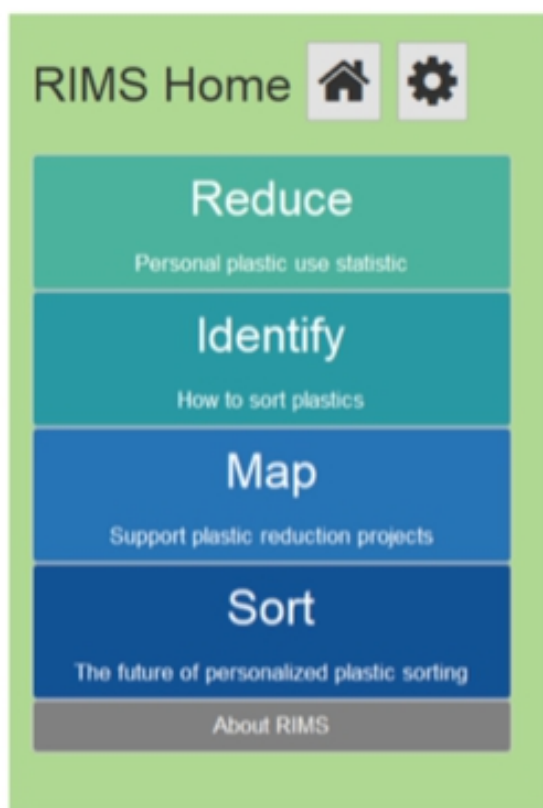 RIMS Home
Reduce
Personal plastic use statistic
Identify
How to sort plastics
Map
Support plastic reduction projects
Sort
The future of personalized plastic sorting
About RIMS